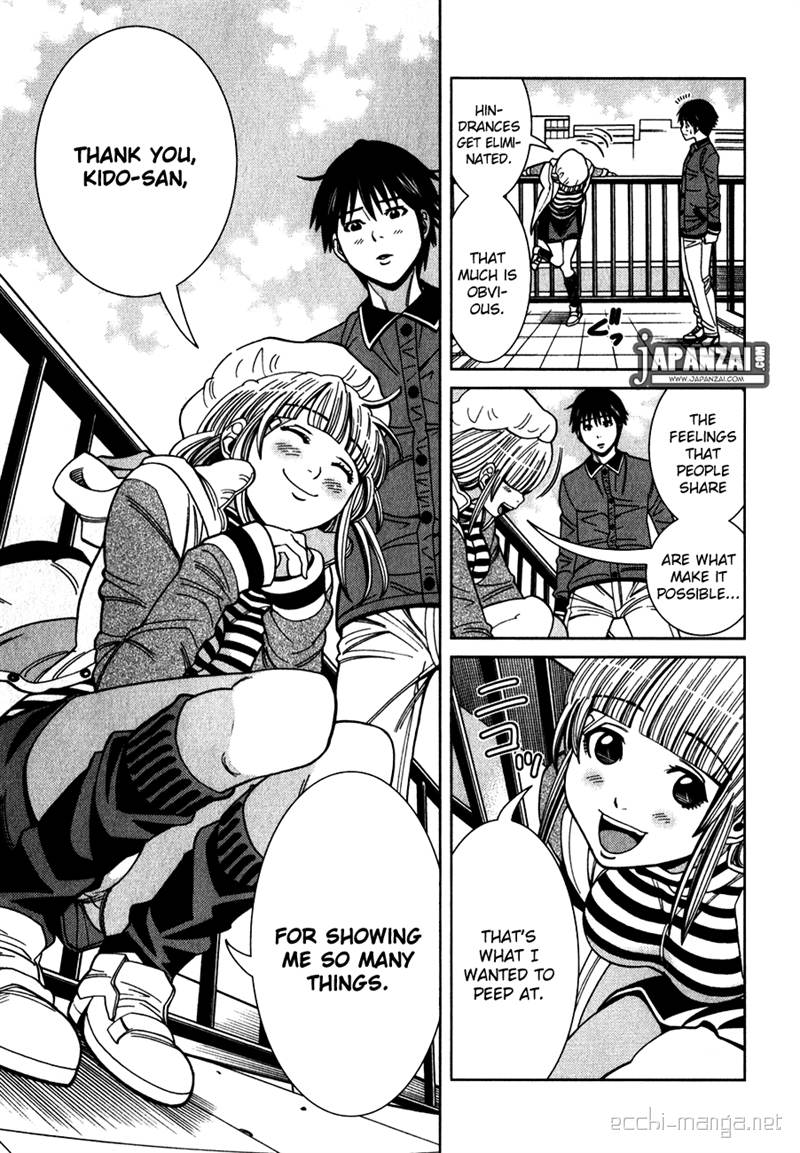 HIN-
DRANCES
GET ELIMI-
NATED.
THAT
MUCH IS
OBVI-
OUS.
JAPANZAI.COM
WWW.JAPANZAI.COM
THE
FEELINGS
THAT
PEOPLE
SHARE
ARE WHAT
MAKE IT
POSSIBLE...
ニコ
THAT'S
WHAT I
WANTED TO
PEEP AT.
THANK YOU,
KIDO-SAN,
FOR SHOWING
ME SO MANY
THINGS.
ecchi-manga.net